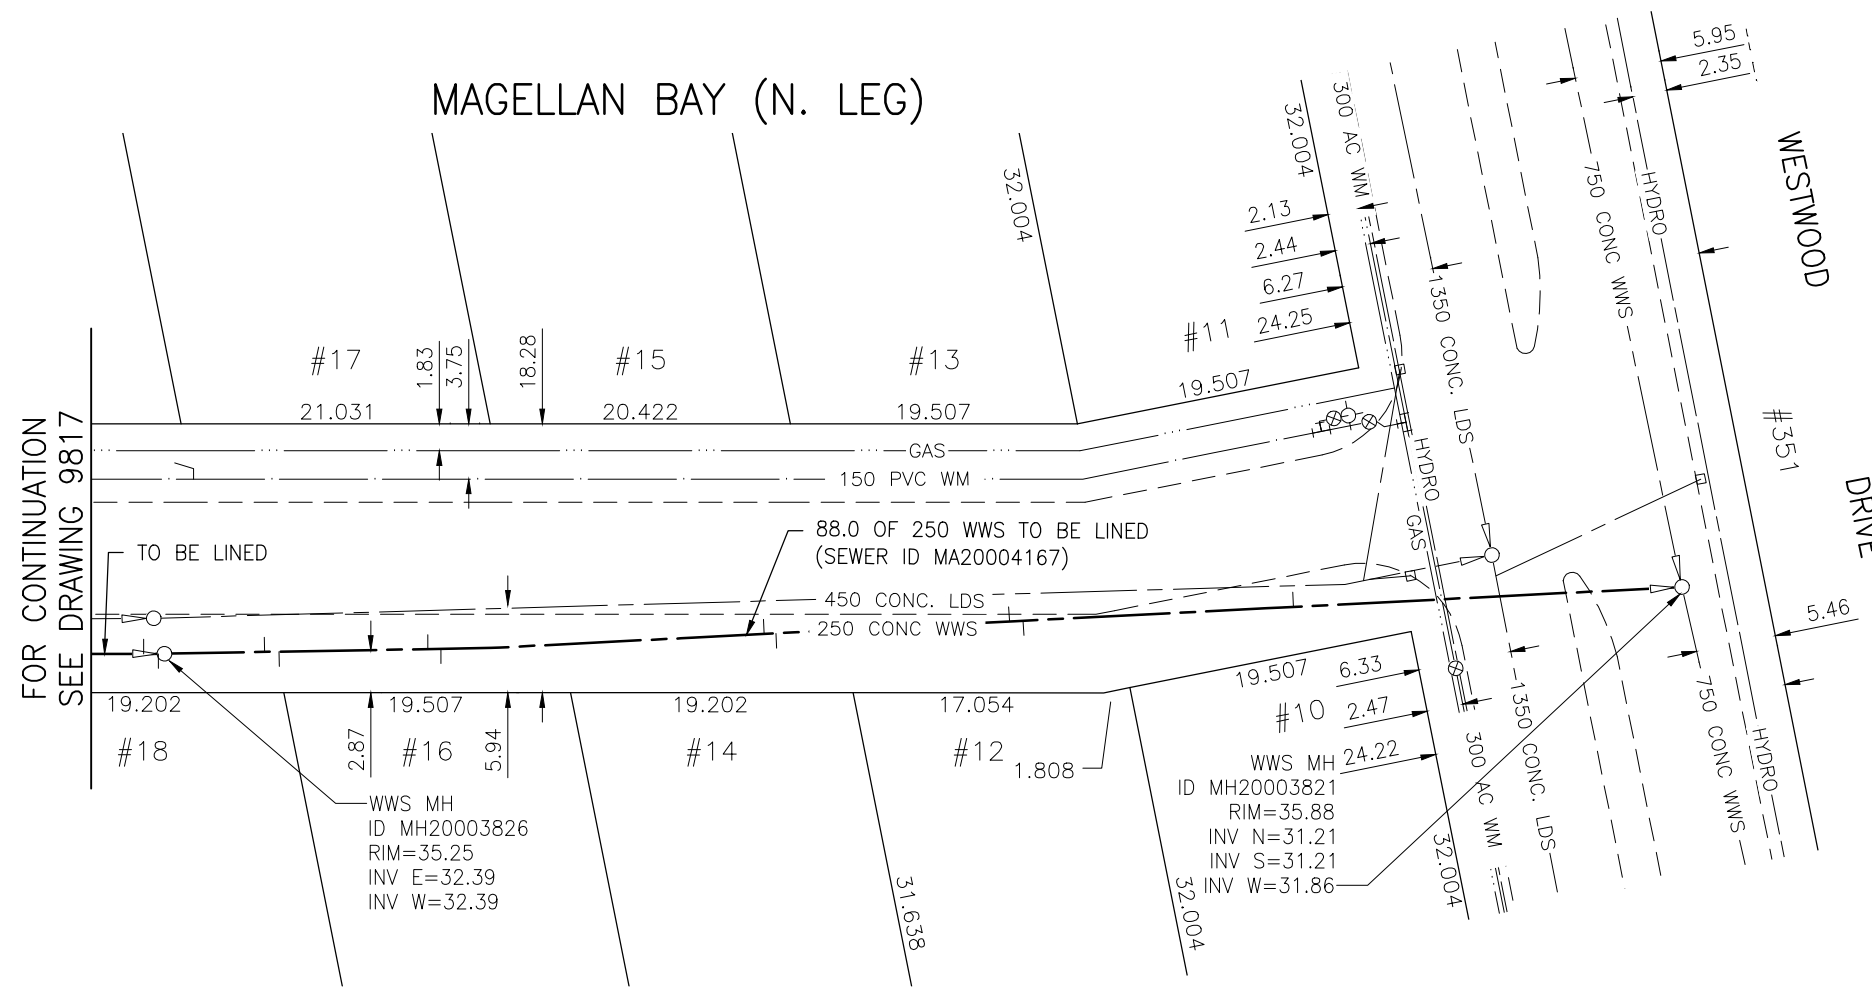 MAGELLAN BAY (N. LEG)
5.95
2.35
WESTWOOD
DRIVE
32.004
32.004
300 AC WM
750 CONC WWS
HYDRO
2.13
2.44
6.27
24.25
1350 CONC. LDS
#17
1.83
3.75
18.28
#15
#13
#11
21.031
20.422
19.507
19.507
#351
FOR CONTINUATION
SEE DRAWING 9817
GAS
150 PVC WM
HYDRO
GAS
TO BE LINED
88.0 OF 250 WWS TO BE LINED
(SEWER ID MA20004167)
450 CONC. LDS
250 CONC WWS
5.46
19.202
19.507
19.202
17.054
19.507
6.33
2.47
24.22
#18
2.87
#16
5.94
#14
#12
1.808
#10
300 AC WM
1350 CONC. LDS
750 CONC WWS
HYDRO
WWS MH
ID MH20003826
RIM=35.25
INV E=32.39
INV W=32.39
WWS MH
ID MH20003821
RIM=35.88
INV N=31.21
INV S=31.21
INV W=31.86
31.638
32.004
32.004